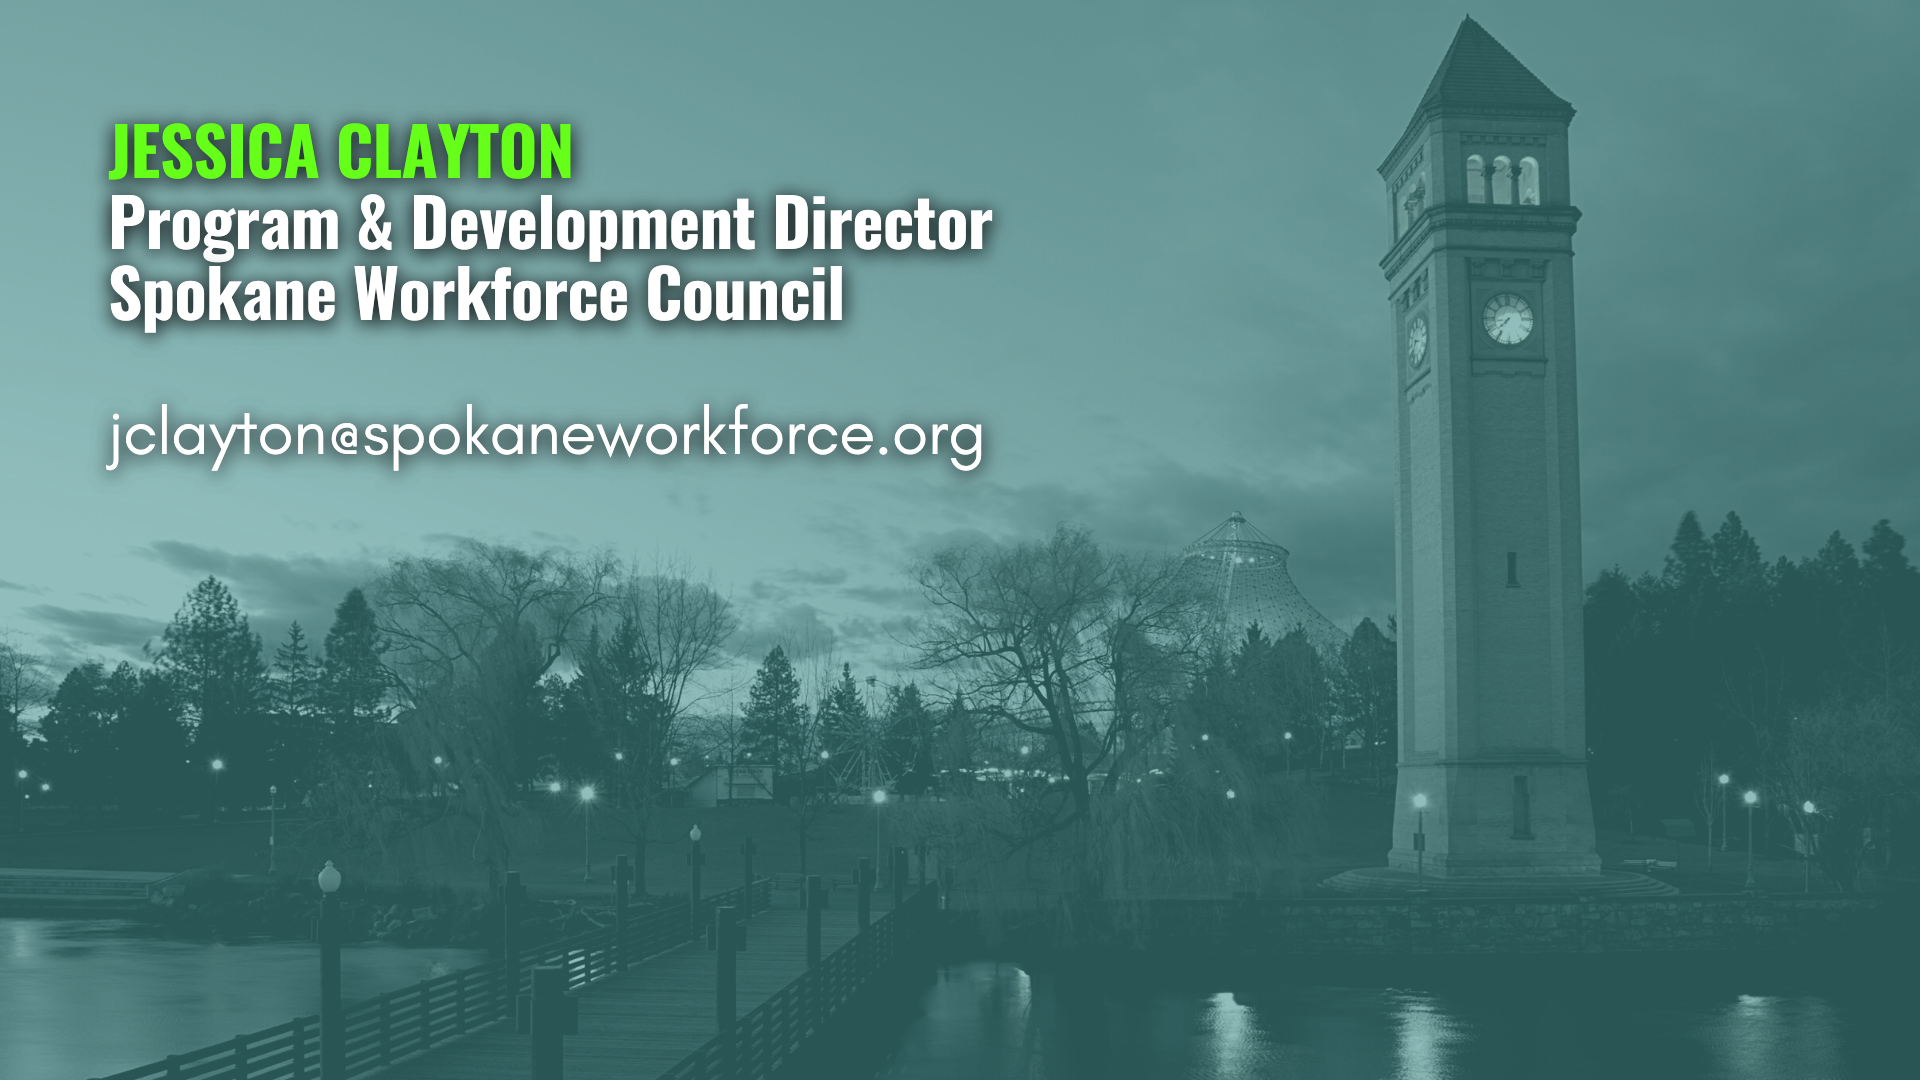 JESSICA CLAYTON
Program & Development Director
Spokane Workforce Council
jclayton@spokaneworkforce.org